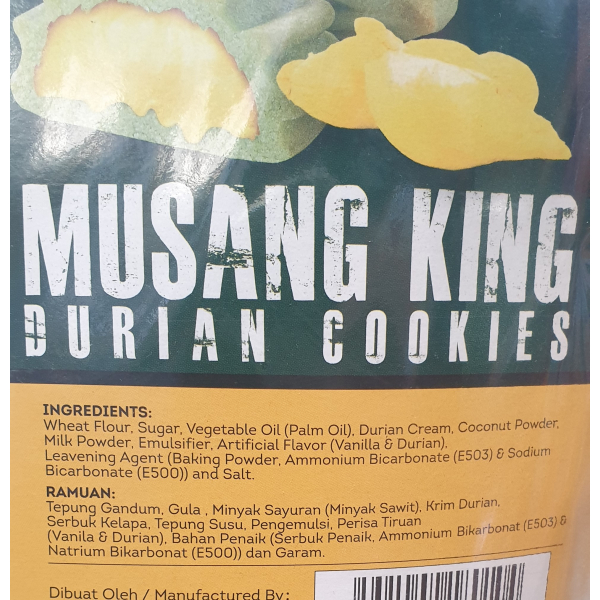 MUSANG KING
DURIAN COOKIES
INGREDIENTS:
Wheat Flour, Sugar, Vegetable Oil (Palm Oil), Durian Cream, Coconut Powder,
Milk Powder, Emulsifier, Artificial Flavor (Vanilla & Durian),
Leavening Agent (Baking Powder, Ammonium Bicarbonate (E503) & Sodium
Bicarbonate (E500)) and Salt.
RAMUAN:
Tepung Gandum, Gula , Minyak Sayuran (Minyak Sawit), Krim Durian,
Serbuk Kelapa, Tepung Susu, Pengemulsi, Perisa Tiruan
(Vanila & Durian), Bahan Penaik (Serbuk Penaik, Ammonium Bikarbonat (E503) &
Natrium Bikarbonat (E500)) dan Garam.
Dibuat Oleh / Manufactured By: